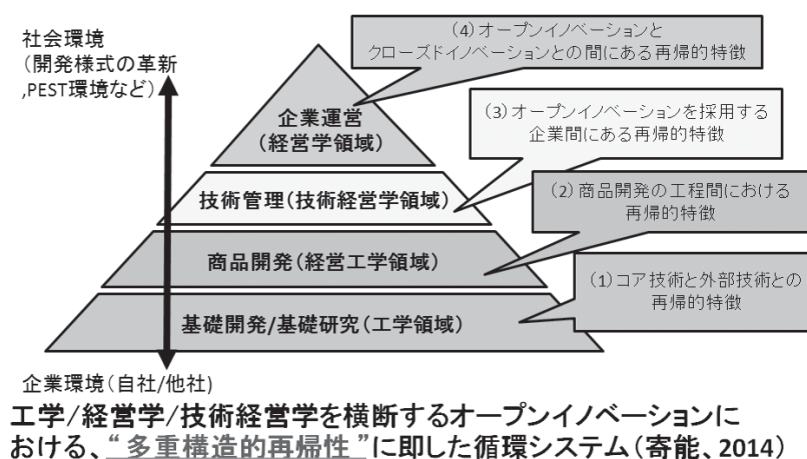 社会環境
(開発様式の革新
,PEST環境など)
(4)オープンイノベーションと
クローズドイノベーションとの間にある再帰的特徴
企業運営
(経営学領域)
(3)オープンイノベーションを採用する
企業間にある再帰的特徴
技術管理(技術経営学領域)
(2)商品開発の工程間における
再帰的特徴
商品開発(経営工学領域)
(1)コア技術と外部技術との
再帰的特徴
基礎開発/基礎研究(工学領域)
企業環境(自社/他社)
工学/経営学/技術経営学を横断するオープンイノベーションに
おける、“多重構造的再帰性”に即した循環システム(寄能、2014)